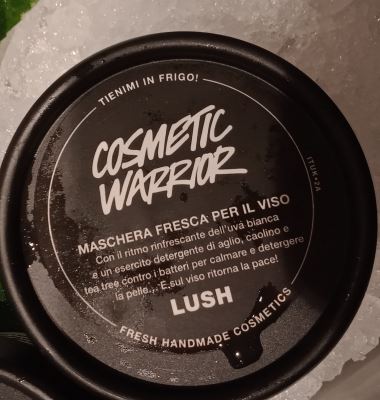 TIENIMI IN FRIGO!
COSMETIC
WARRIOR
ITUK•2A
MASCHERA FRESCA PER IL VISO
Con il ritmo rinfrescante dell'uva bianca
e un esercito detergente di aglio, caolino e
tea tree contro i batteri per calmare e detergere
la pelle... E sul viso ritorna la pace!
LUSH
FRESH HANDMADE COSMETICS